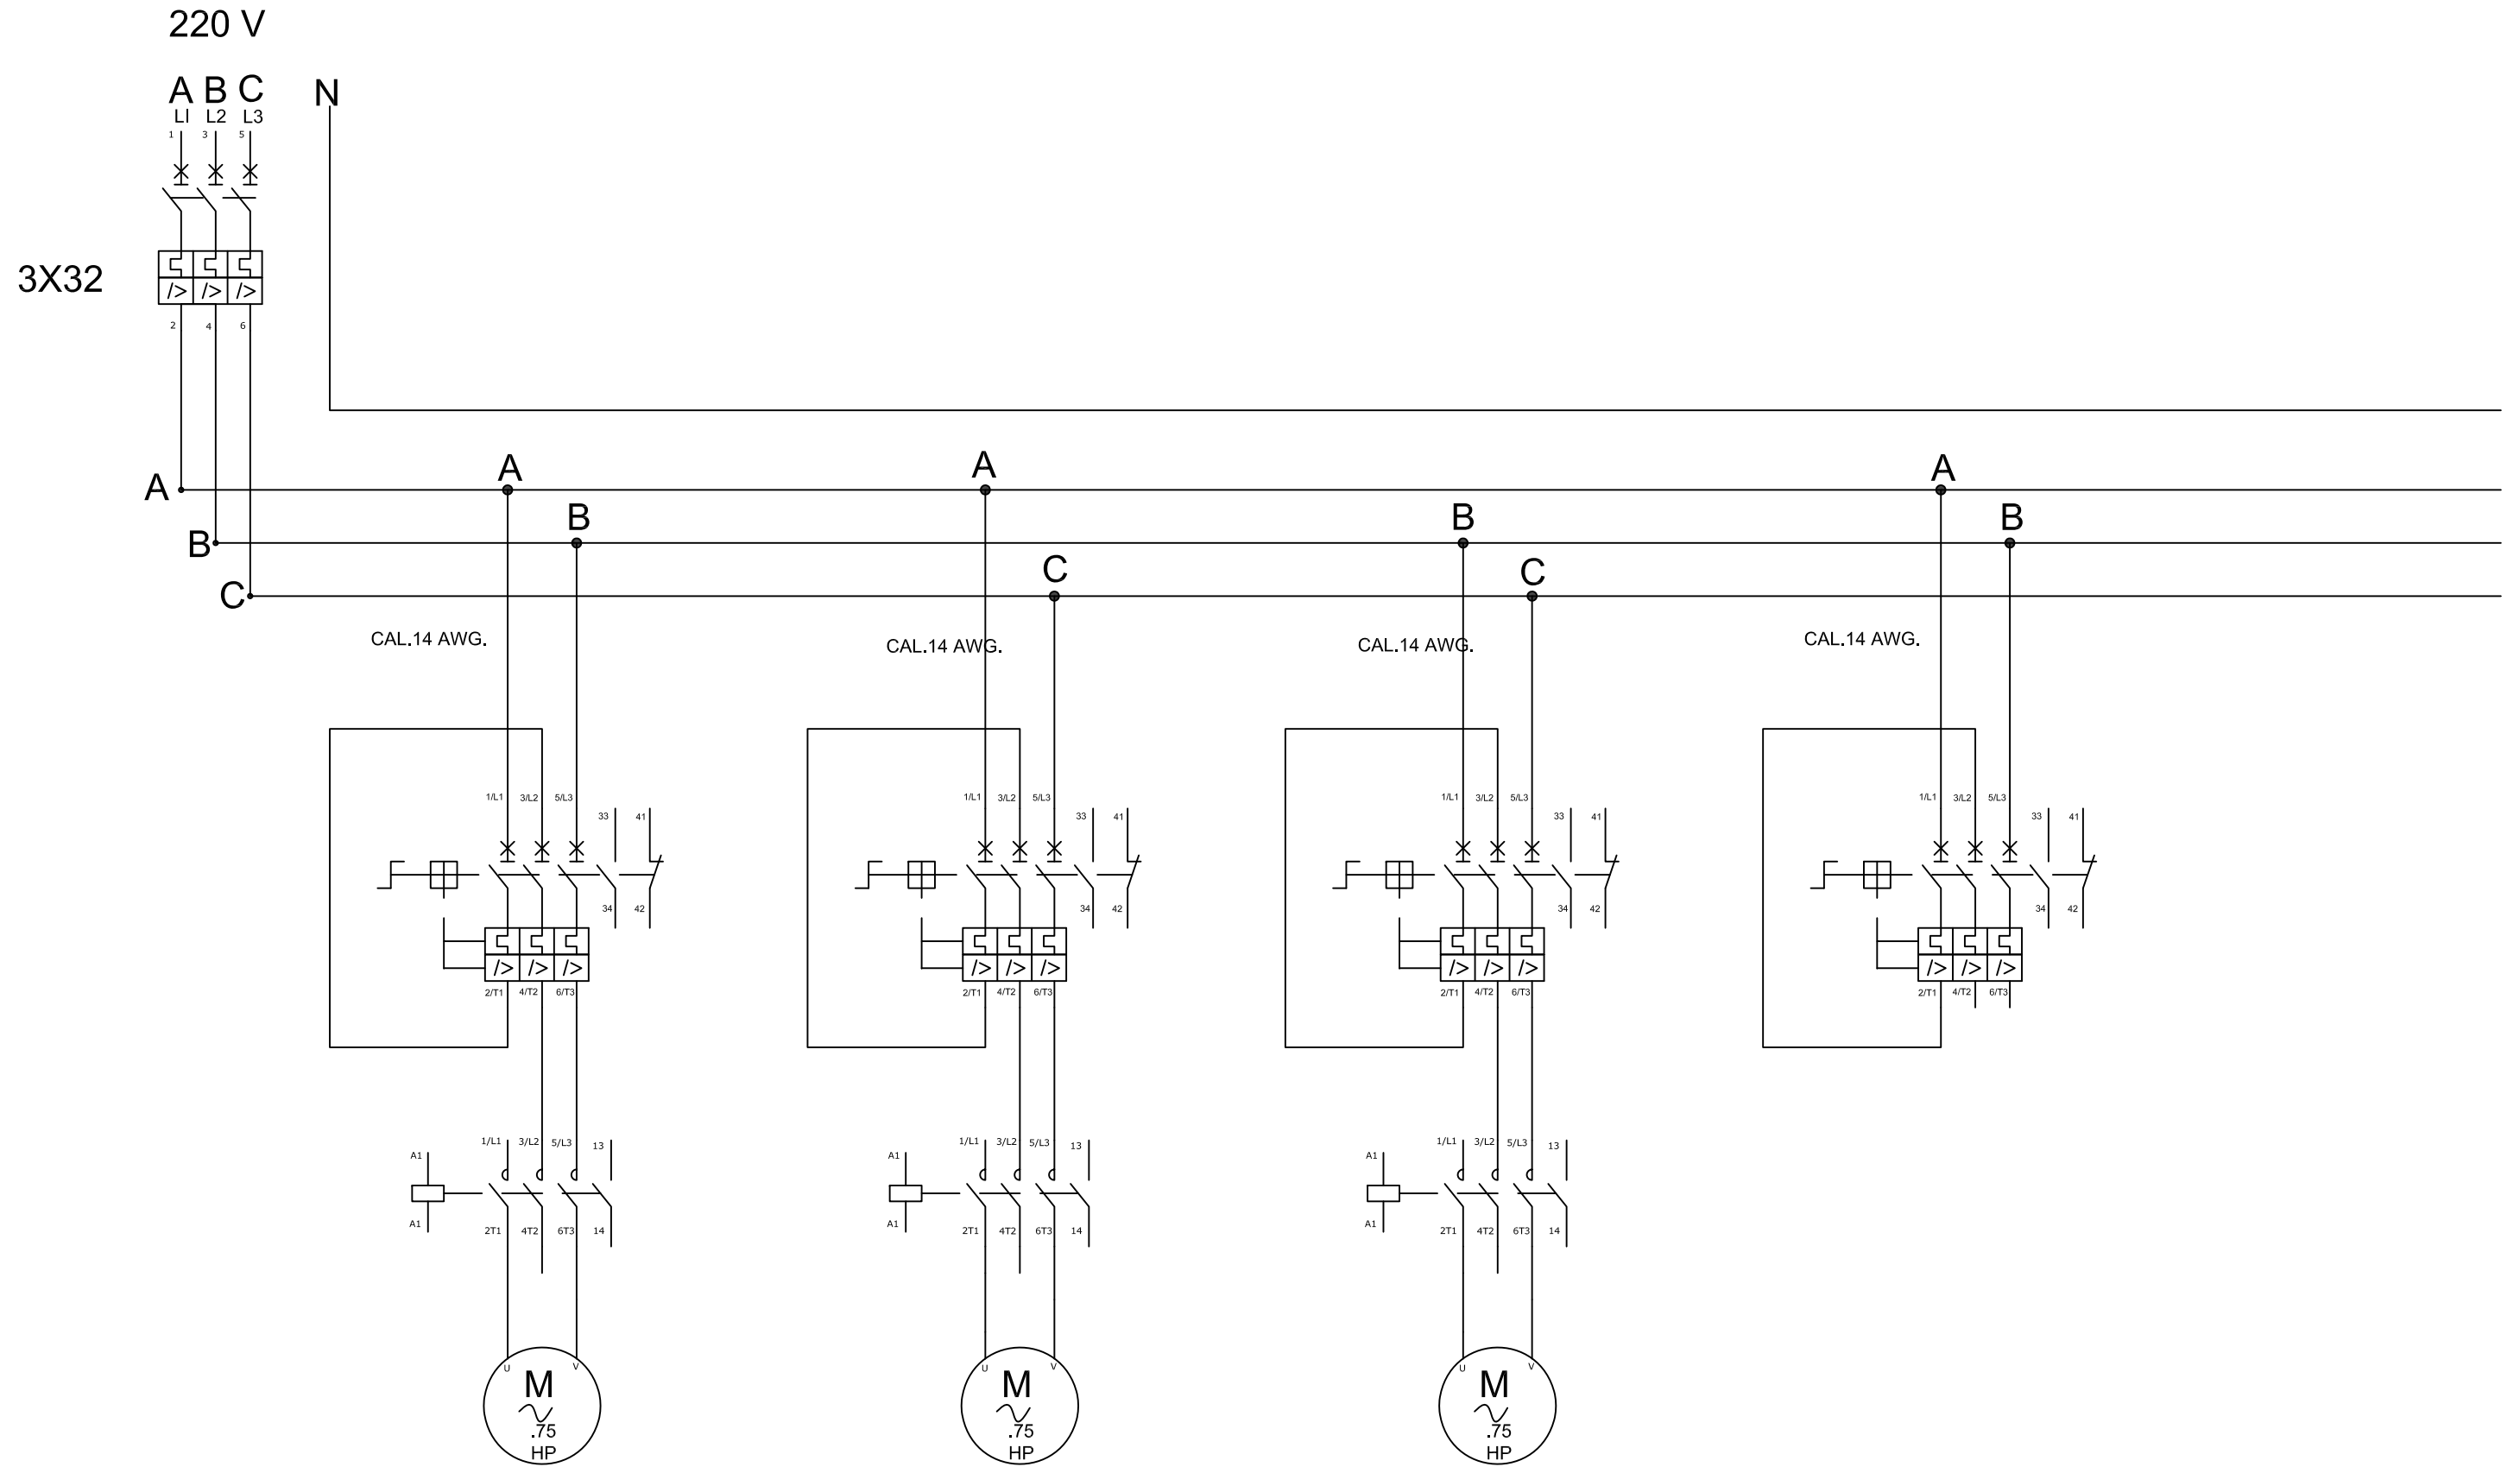 220 V
A B C N
LI L2 L3
1 3 5
3X32
/> /> />
2 4 6
A A A A
B B B B
C C C
CAL.14 AWG. CAL.14 AWG. CAL.14 AWG. CAL.14 AWG.
1/L1 3/L2 5/L3 33 41 1/L1 3/L2 5/L3 33 41 1/L1 3/L2 5/L3 33 41 1/L1 3/L2 5/L3 33 41
34 42 34 42 34 42 34 42
/> /> /> /> /> /> /> /> /> /> /> />
2/T1 4/T2 6/T3 2/T1 4/T2 6/T3 2/T1 4/T2 6/T3 2/T1 4/T2 6/T3
1/L1 3/L2 5/L3 13 1/L1 3/L2 5/L3 13 1/L1 3/L2 5/L3 13
A1 A1 A1
A1 2T1 4T2 6T3 14 A1 2T1 4T2 6T3 14 A1 2T1 4T2 6T3 14
U V U V U V
M M M
.75 .75 .75
HP HP HP